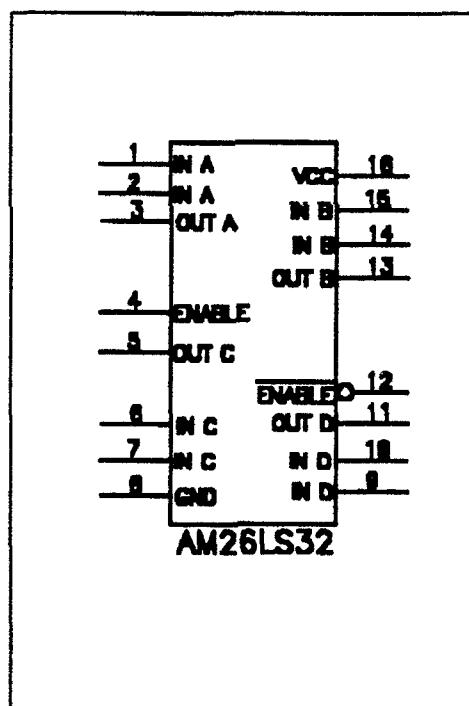 1 IN A
2 IN A
3 OUT A
4 ENABLE
5 OUT C
6 IN C
7 IN C
8 GND
VCC 16
IN B 15
IN B 14
OUT B 13
ENABLE 12
OUT D 11
IN D 10
IN D 9
AM26LS32